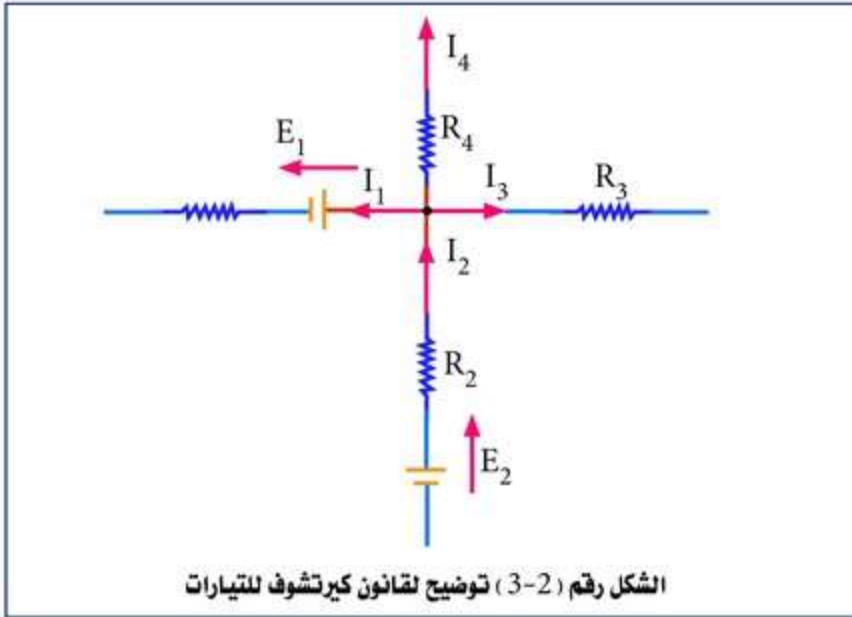 I₄
R₄
E₁
I₁
I₃
R₃
I₂
R₂
E₂
الشكل رقم (2-3) توضيح لقانون كيرتشوف للتيارات